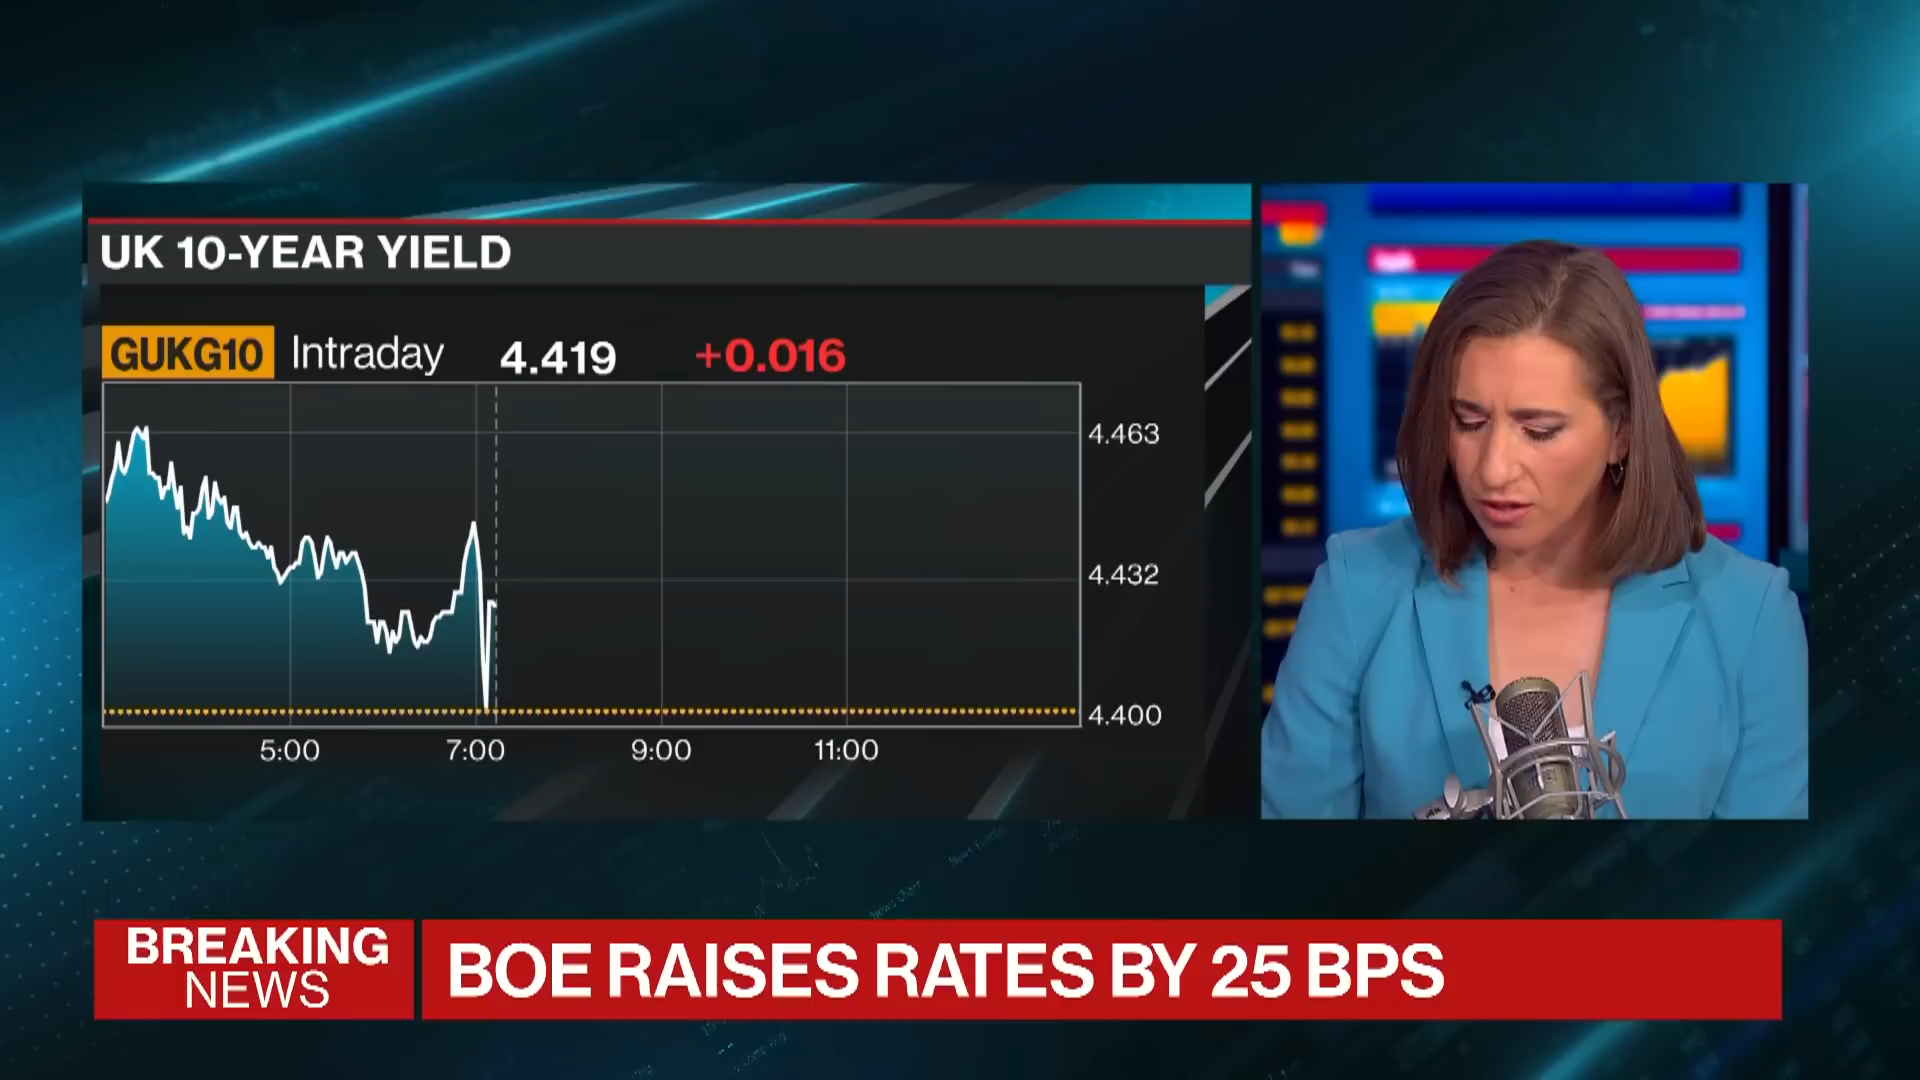 UK 10-YEAR YIELD
GUKG10 Intraday 4.419 +0.016
4.463
4.432
4.400
5:00 7:00 9:00 11:00
BREAKING
NEWS
BOE RAISES RATES BY 25 BPS